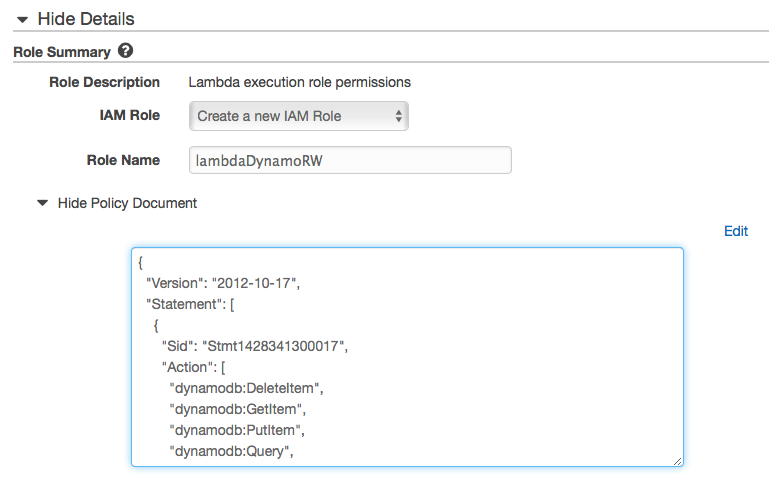 Hide Details
Role Summary ?
Role Description Lambda execution role permissions
IAM Role Create a new IAM Role
Role Name lambdaDynamoRW
Hide Policy Document
Edit
{
"Version": "2012-10-17",
"Statement": [
{
"Sid": "Stmt1428341300017",
"Action": [
"dynamodb:DeleteItem",
"dynamodb:GetItem",
"dynamodb:PutItem",
"dynamodb:Query",